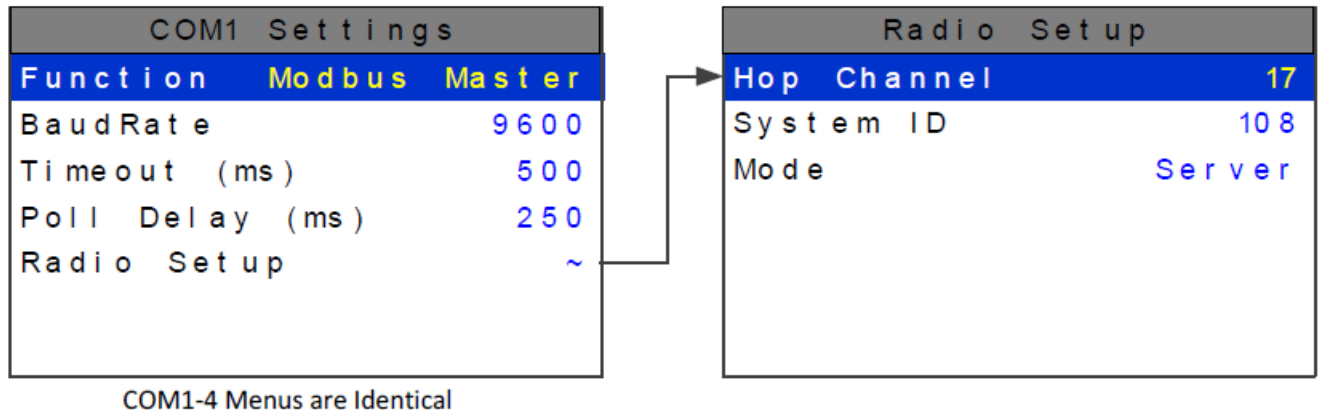 COM1 Settings
Function Modbus Master
BaudRate 9600
Timeout (ms) 500
Poll Delay (ms) 250
Radio Setup ~
COM1-4 Menus are Identical
Radio Setup
Hop Channel 17
System ID 108
Mode Server